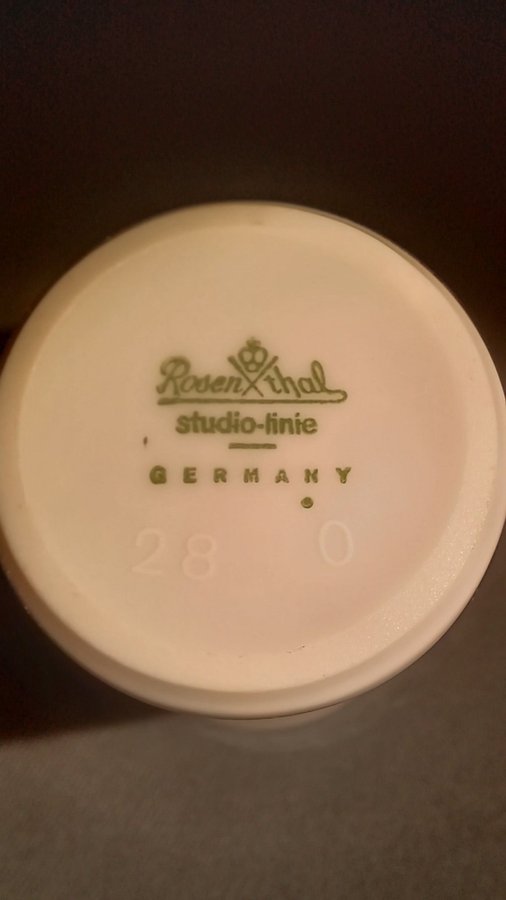 Rosenthal
studio-linie
GERMANY
28 0